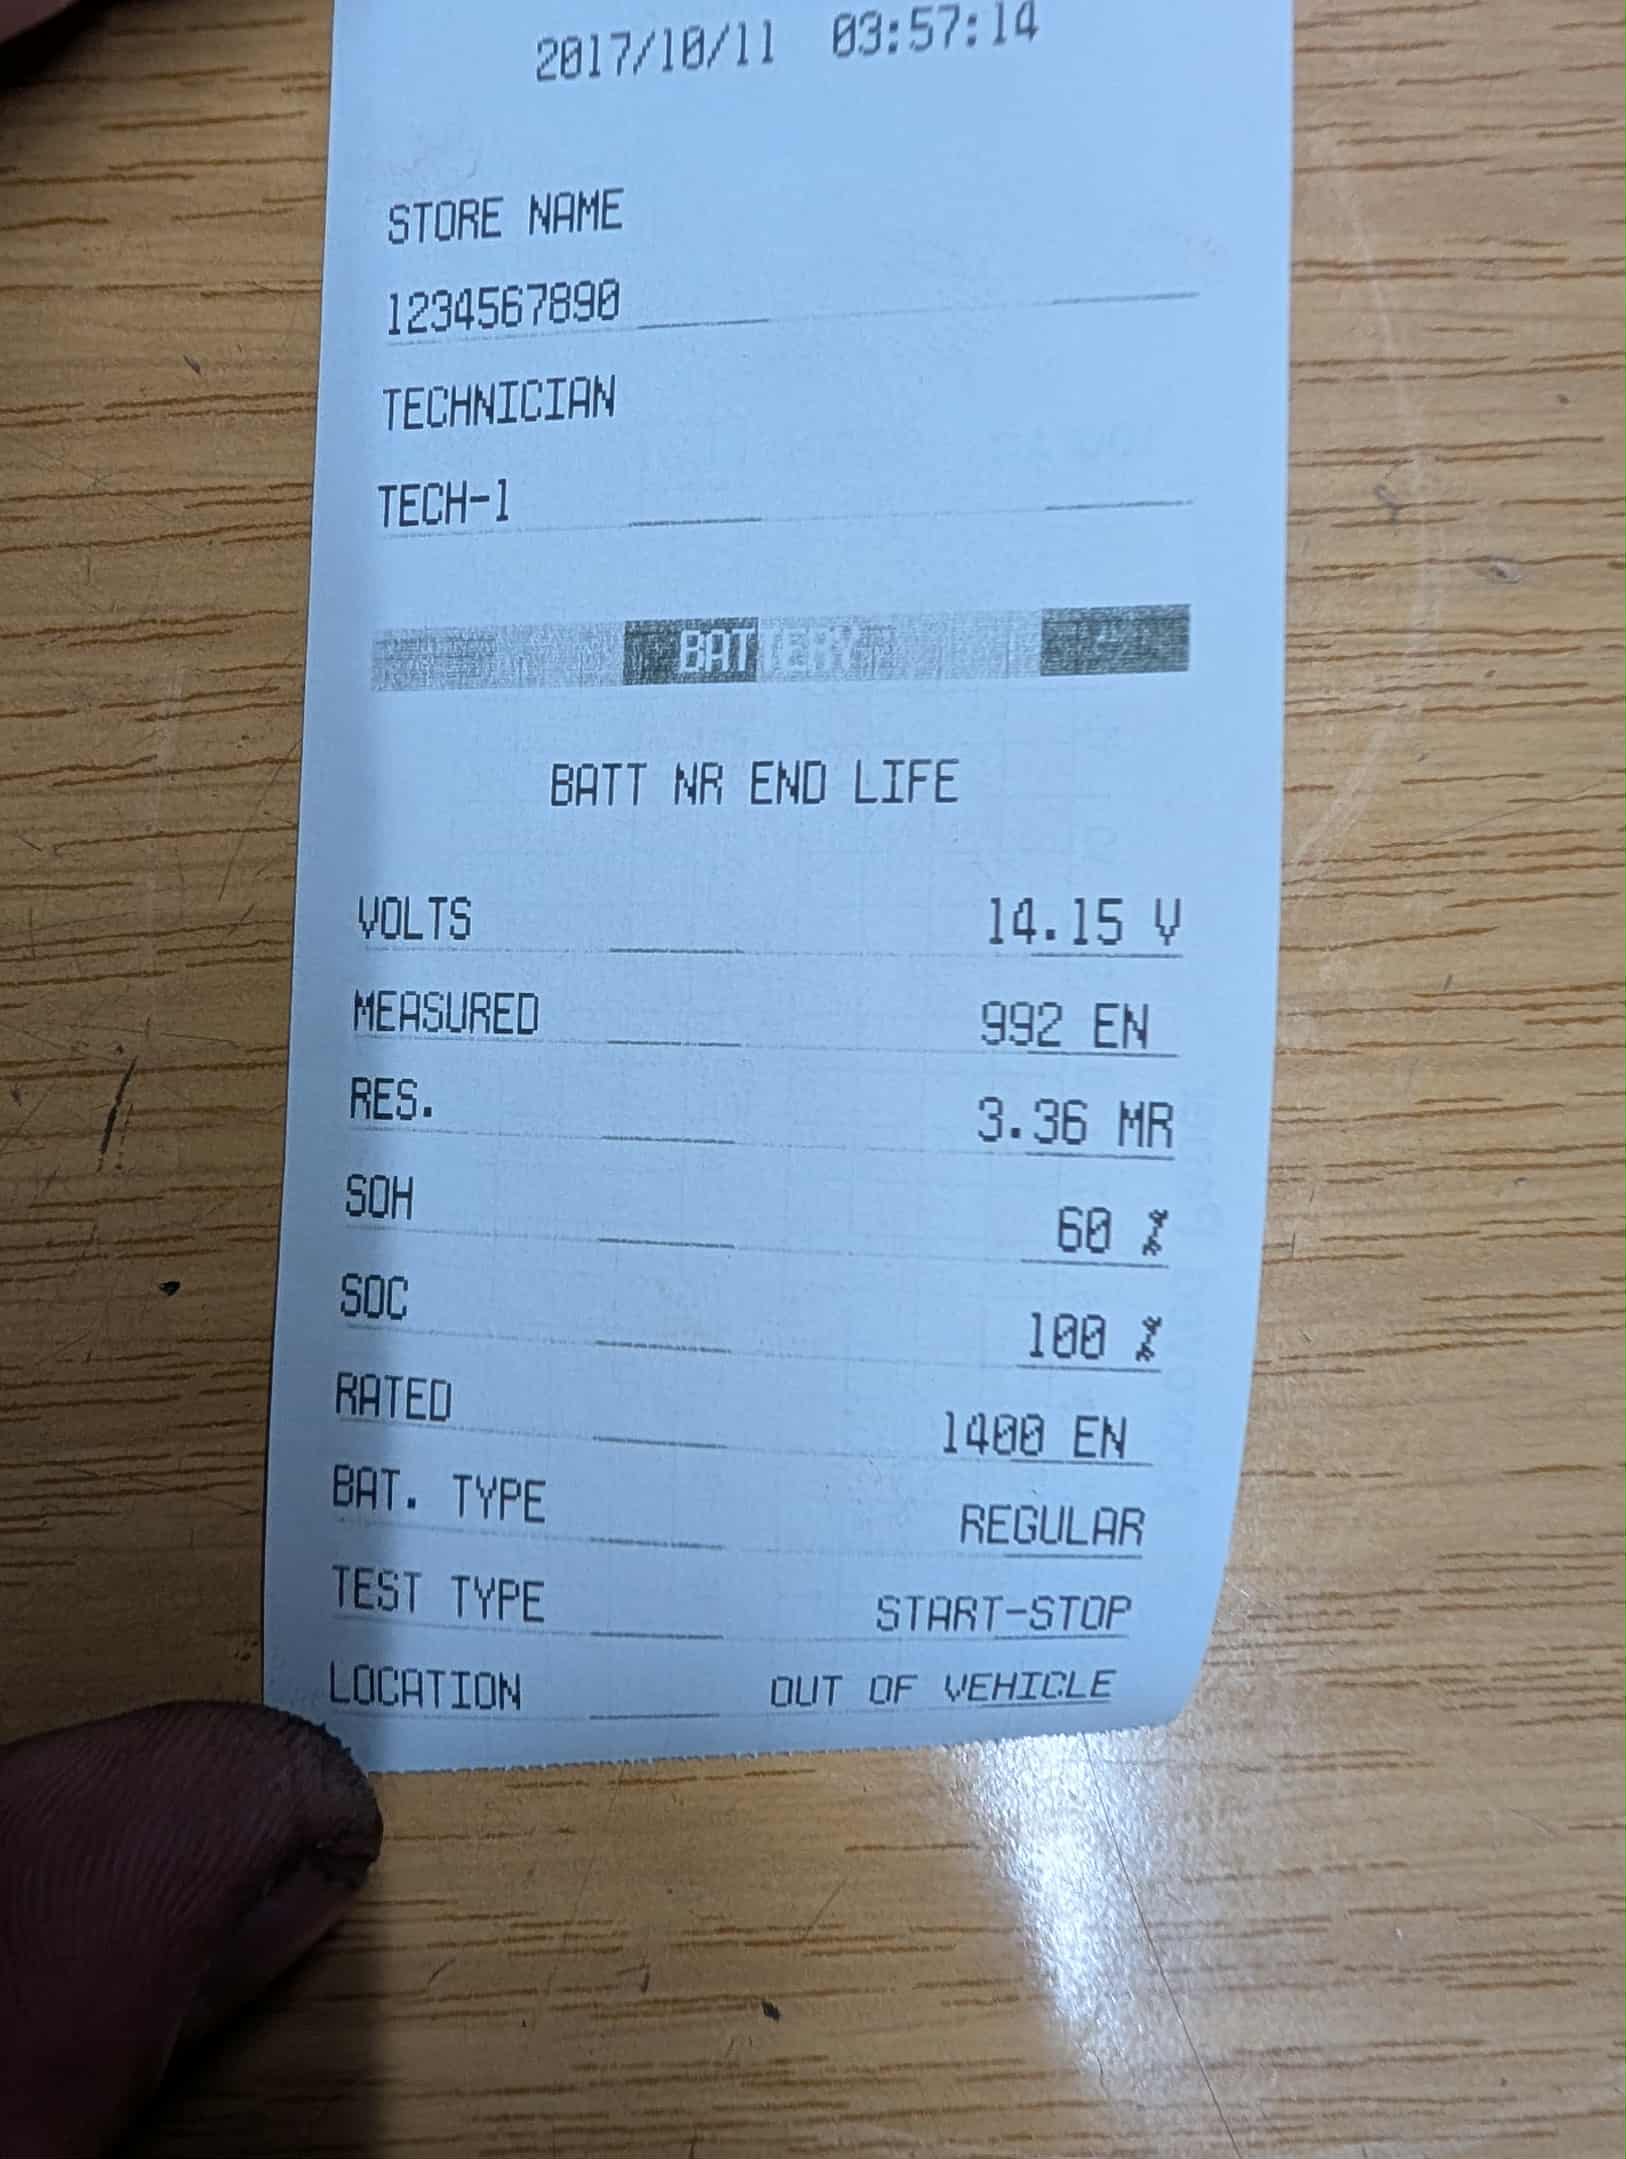 2017/10/11 03:57:14
STORE NAME
1234567890
TECHNICIAN
TECH-1
BATTERY
BATT NR END LIFE
VOLTS 14.15 V
MEASURED 992 EN
RES. 3.36 MR
SOH 60 %
SOC 100 %
RATED 1400 EN
BAT. TYPE REGULAR
TEST TYPE START-STOP
LOCATION OUT OF VEHICLE